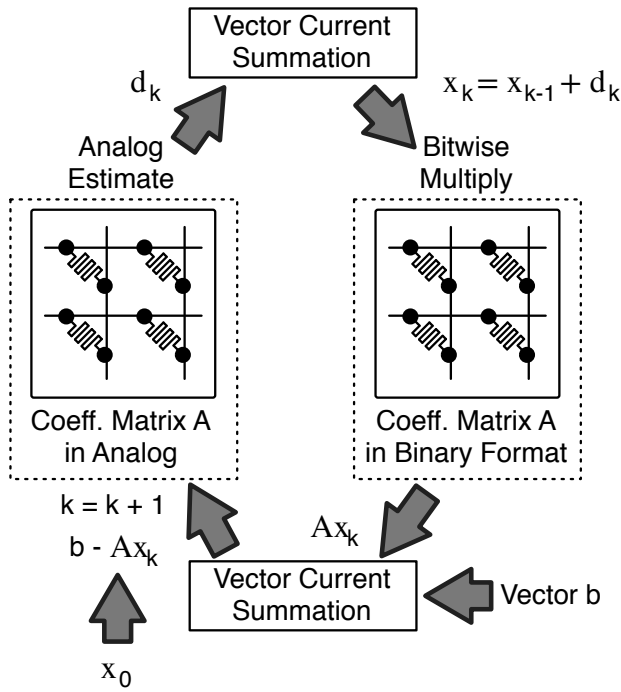 Vector Current
Summation
d_k
x_k = x_{k-1} + d_k
Analog
Estimate
Bitwise
Multiply
Coeff. Matrix A
in Analog
Coeff. Matrix A
in Binary Format
k = k + 1
b - Ax_k
Ax_k
Vector Current
Summation
Vector b
x_0